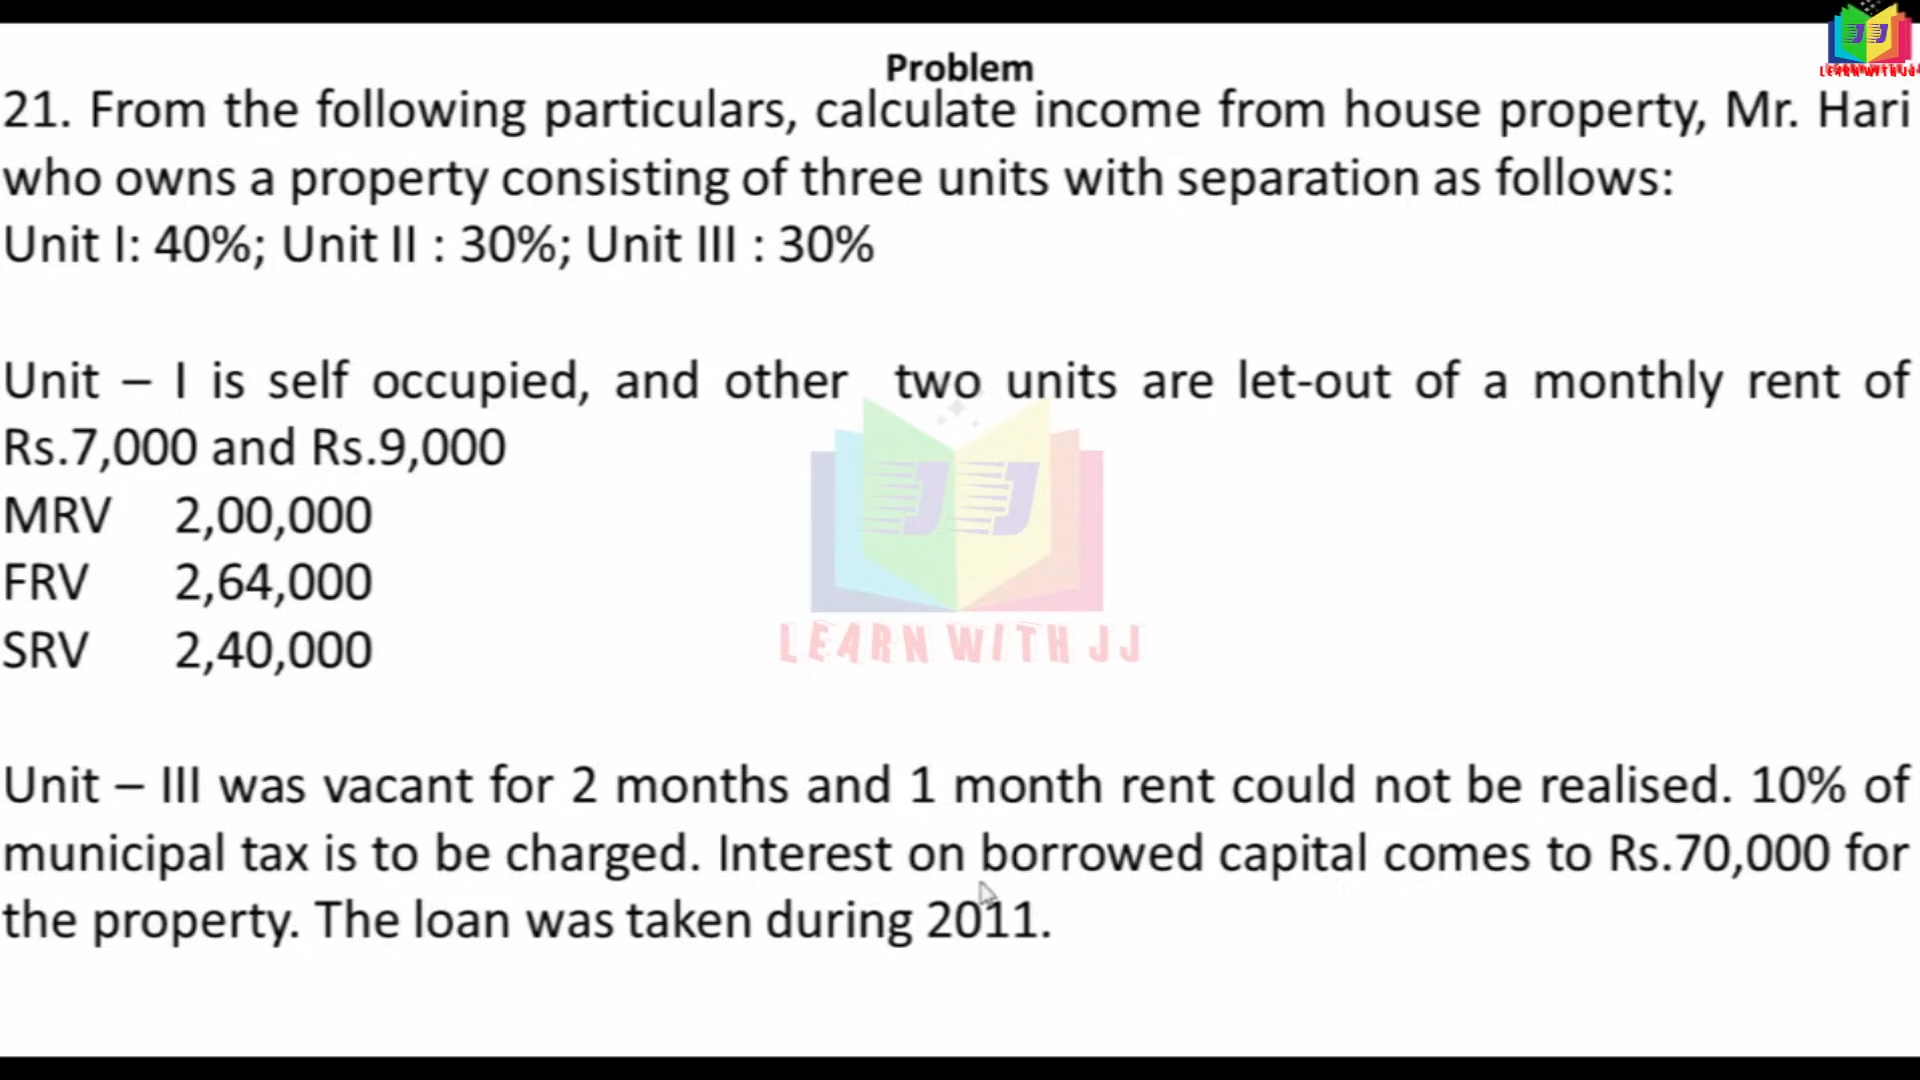 Problem
21. From the following particulars, calculate income from house property, Mr. Hari
who owns a property consisting of three units with separation as follows:
Unit I: 40%; Unit II : 30%; Unit III : 30%
Unit – I is self occupied, and other two units are let-out of a monthly rent of
Rs.7,000 and Rs.9,000
MRV 2,00,000
FRV 2,64,000
SRV 2,40,000
Unit – III was vacant for 2 months and 1 month rent could not be realised. 10% of
municipal tax is to be charged. Interest on borrowed capital comes to Rs.70,000 for
the property. The loan was taken during 2011.
JJ
LEARN WITH JJ
JJ
LEARN WITH JJ